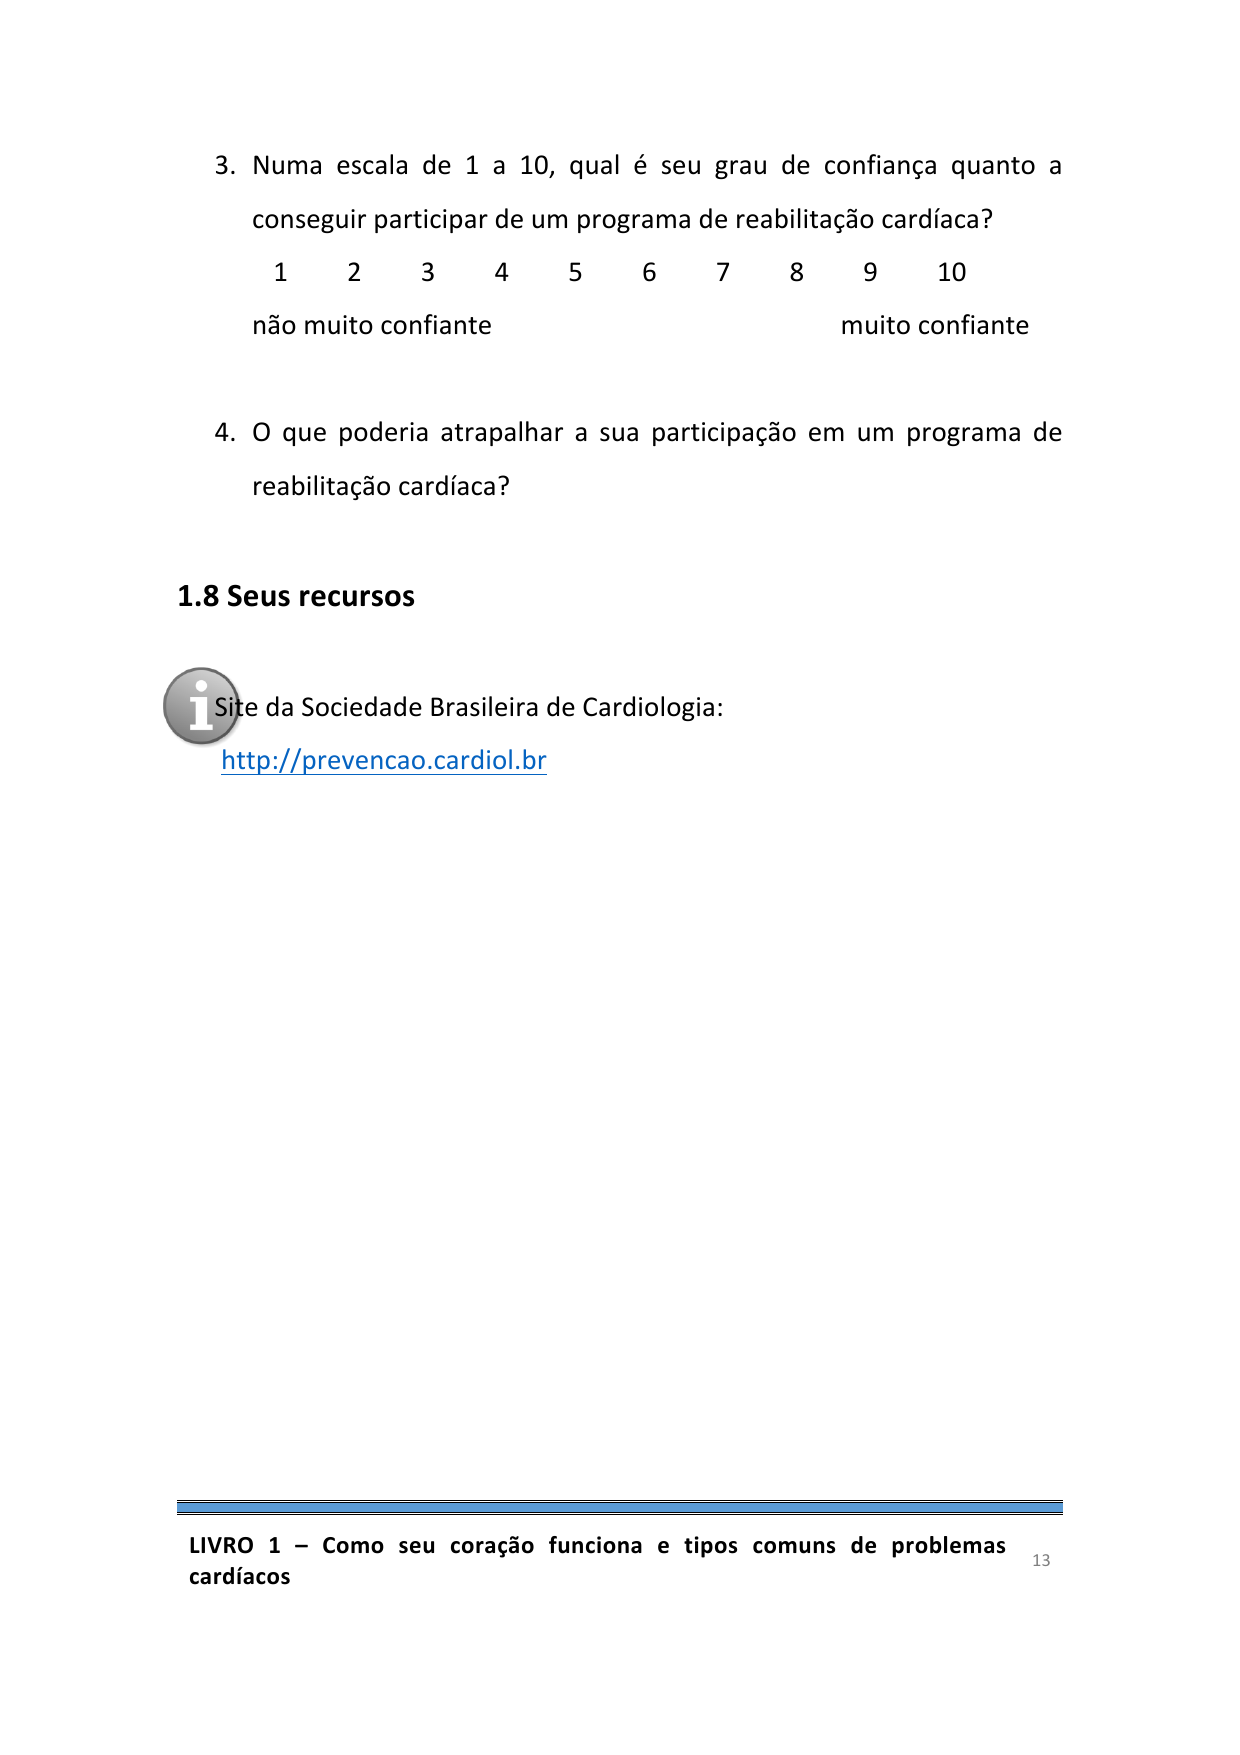 3. Numa escala de 1 a 10, qual é seu grau de confiança quanto a
conseguir participar de um programa de reabilitação cardíaca?
1 2 3 4 5 6 7 8 9 10
não muito confiante muito confiante
4. O que poderia atrapalhar a sua participação em um programa de
reabilitação cardíaca?
1.8 Seus recursos
i Site da Sociedade Brasileira de Cardiologia:
http://prevencao.cardiol.br
LIVRO 1 – Como seu coração funciona e tipos comuns de problemas
cardíacos
13